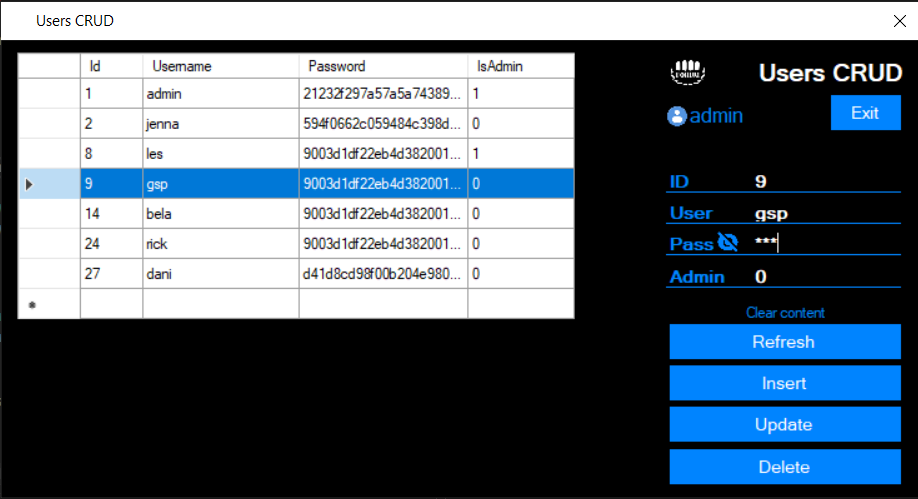 Users CRUD
Id Username Password IsAdmin
1 admin 21232f297a57a5a74389... 1
2 jenna 594f0662c059484c398d... 0
8 les 9003d1df22eb4d382001... 1
9 gsp 9003d1df22eb4d382001... 0
14 bela 9003d1df22eb4d382001... 0
24 rick 9003d1df22eb4d382001... 0
27 dani d41d8cd98f00b204e980... 0
Users CRUD
admin
Exit
ID 9
User gsp
Pass ***
Admin 0
Clear content
Refresh
Insert
Update
Delete